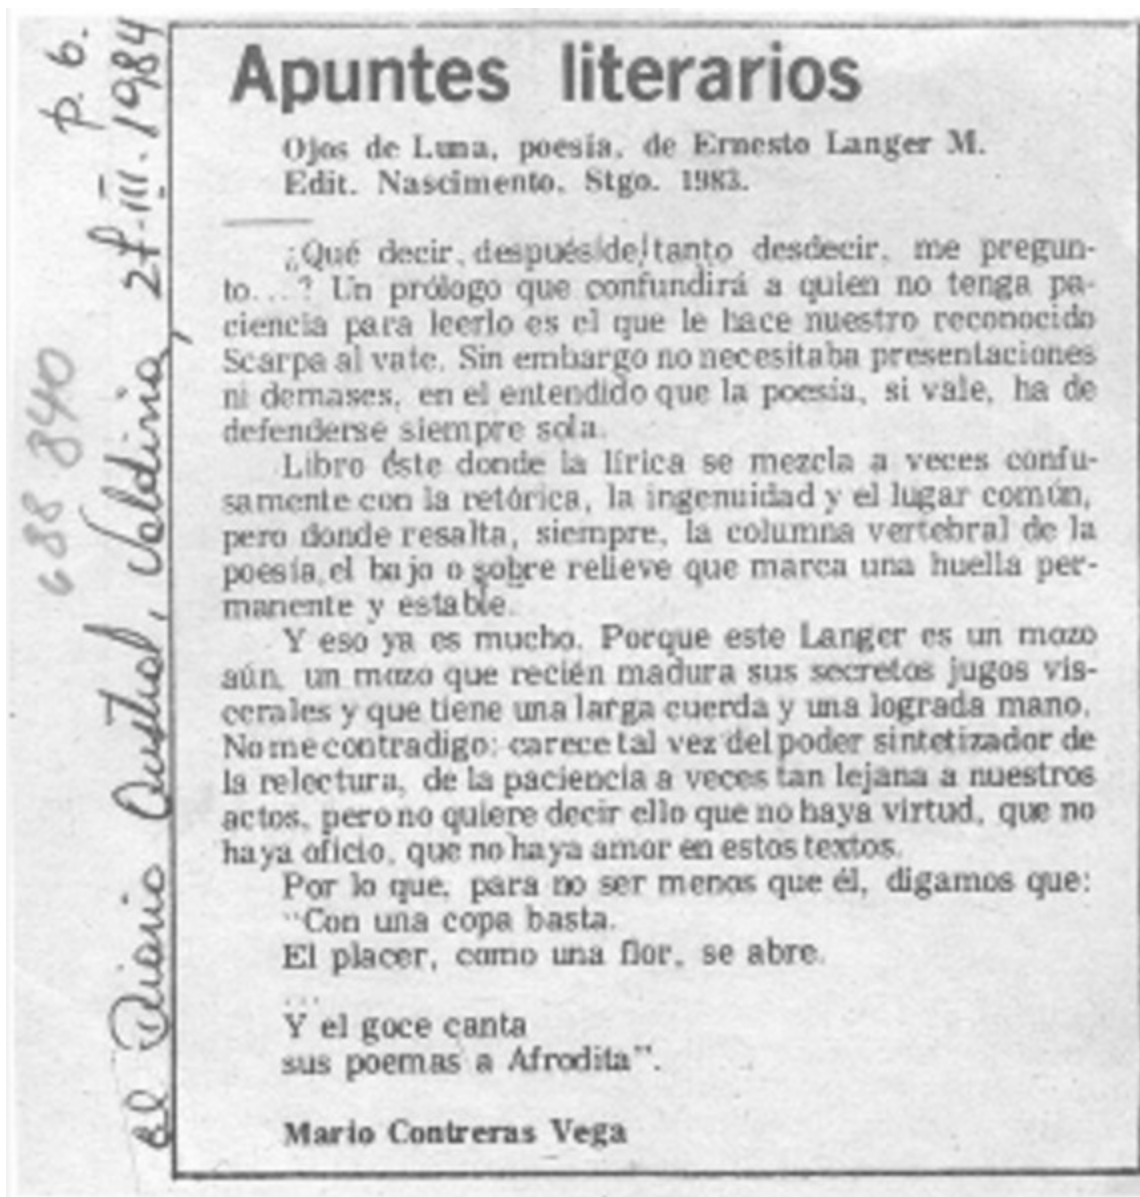 Apuntes literarios
Ojos de Luna, poesía, de Ernesto Langer M.
Edit. Nascimento, Stgo. 1983.
¿Qué decir, después de tanto desdecir, me pregun-
to...? Un prólogo que confundirá a quien no tenga pa-
ciencia para leerlo es el que le hace nuestro reconocido
Scarpa al vate. Sin embargo no necesitaba presentaciones
ni demases, en el entendido que la poesía, si vale, ha de
defenderse siempre sola.
Libro éste donde la lírica se mezcla a veces confu-
samente con la retórica, la ingenuidad y el lugar común,
pero donde resalta, siempre, la columna vertebral de la
poesía, el bajo o sobre relieve que marca una huella per-
manente y estable.
Y eso ya es mucho. Porque este Langer es un mozo
aún, un mozo que recién madura sus secretos jugos vis-
cerales y que tiene una larga cuerda y una lograda mano.
No me contradigo: carece tal vez del poder sintetizador de
la relectura, de la paciencia a veces tan lejana a nuestros
actos, pero no quiere decir ello que no haya virtud, que no
haya oficio, que no haya amor en estos textos.
Por lo que, para no ser menos que él, digamos que:
"Con una copa basta.
El placer, como una flor, se abre.
...
Y el goce canta
sus poemas a Afrodita".
Mario Contreras Vega
El Diario Austral, Valdivia, III. 1984
p. 6.
688 840